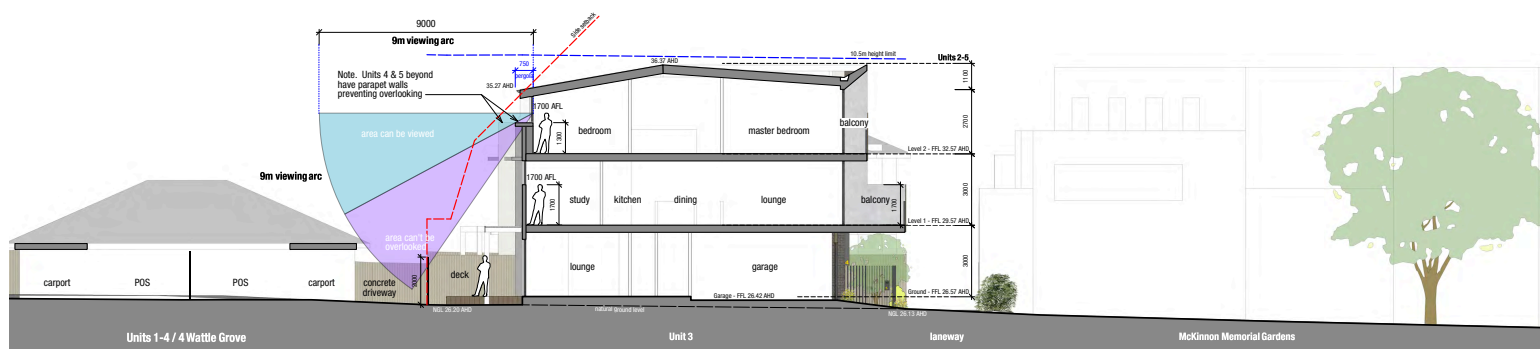 9000
9m viewing arc
Note. Units 4 & 5 beyond
have parapet walls
preventing overlooking
750
pergola
side setback
35.27 AHD
36.37 AHD
10.5m height limit
Units 2-5
1100
1700 AFL
area can be viewed
bedroom
master bedroom
balcony
1300
2700
Level 2 - FFL 32.57 AHD
9m viewing arc
1700 AFL
study
kitchen
dining
lounge
balcony
1700
1700
3000
Level 1 - FFL 29.57 AHD
area can't be
overlooked
carport
POS
POS
carport
concrete
driveway
deck
lounge
garage
3000
Garage - FFL 26.42 AHD
Ground - FFL 26.57 AHD
NGL 26.20 AHD
natural ground level
NGL 26.13 AHD
Units 1-4 / 4 Wattle Grove
Unit 3
laneway
McKinnon Memorial Gardens